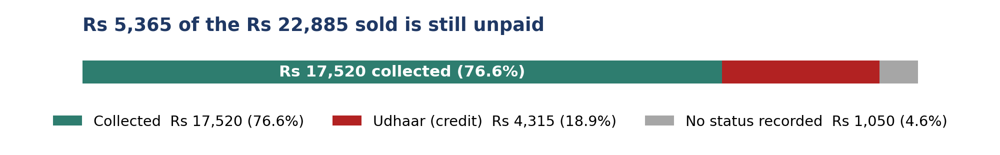 Rs 5,365 of the Rs 22,885 sold is still unpaid
Rs 17,520 collected (76.6%)
Collected  Rs 17,520 (76.6%)  Udhaar (credit)  Rs 4,315 (18.9%)  No status recorded  Rs 1,050 (4.6%)